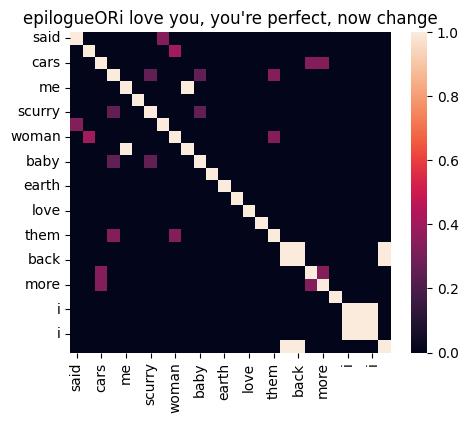 epilogueORi love you, you're perfect, now change
said
cars
me
scurry
woman
baby
earth
love
them
back
more
i
i
1.0
0.8
0.6
0.4
0.2
0.0
said
cars
me
scurry
woman
baby
earth
love
them
back
more
i
i